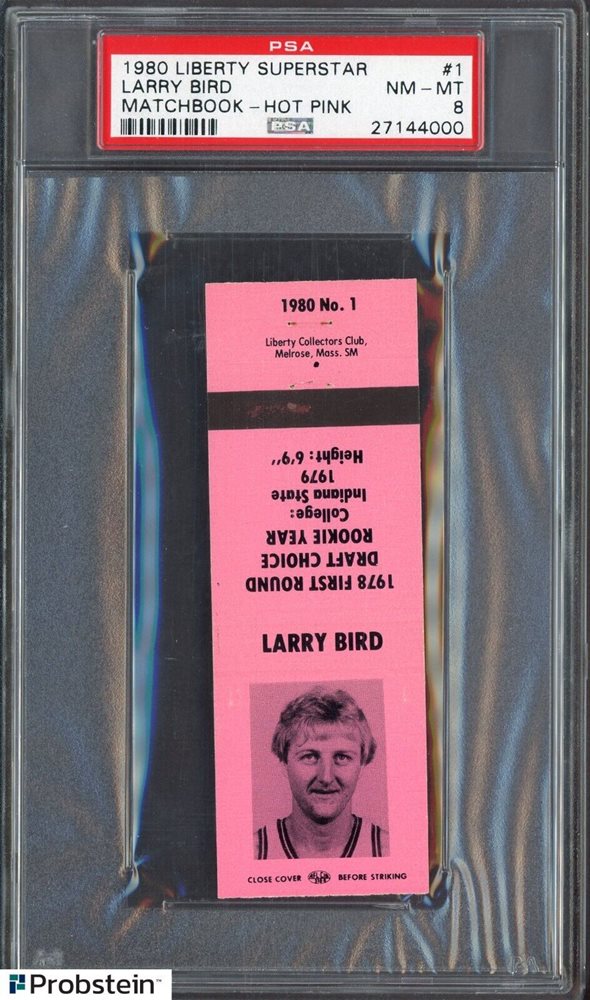 PSA
1980 LIBERTY SUPERSTAR #1
LARRY BIRD NM - MT
MATCHBOOK - HOT PINK 8
PSA 27144000
1980 No. 1
Liberty Collectors Club,
Melrose, Mass. SM
1978 FIRST ROUND
DRAFT CHOICE
ROOKIE YEAR
College:
Indiana State
1979
Height: 6'9''
LARRY BIRD
CLOSE COVER BEFORE STRIKING
Probstein™